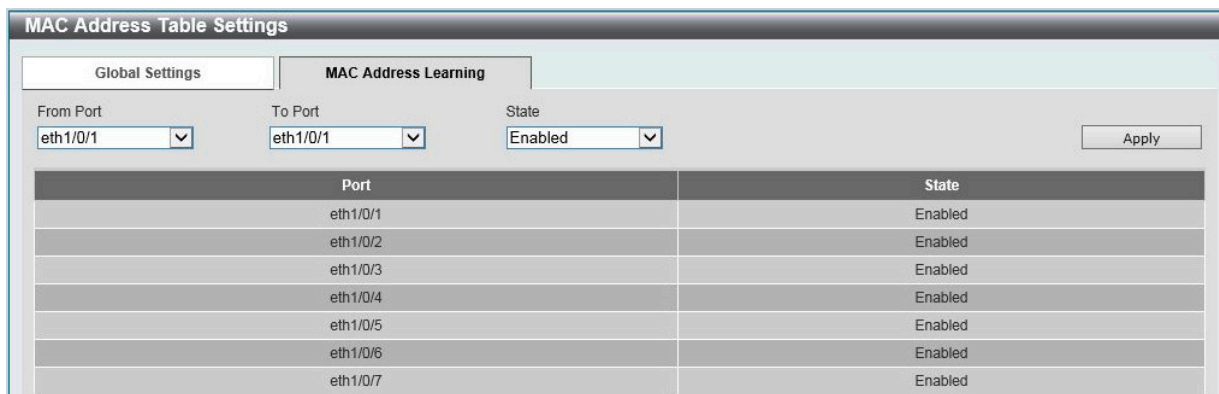 MAC Address Table Settings
Global Settings MAC Address Learning
From Port To Port State
eth1/0/1 eth1/0/1 Enabled Apply
Port State
eth1/0/1 Enabled
eth1/0/2 Enabled
eth1/0/3 Enabled
eth1/0/4 Enabled
eth1/0/5 Enabled
eth1/0/6 Enabled
eth1/0/7 Enabled